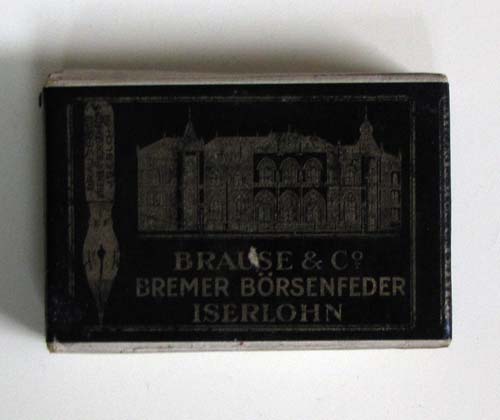 BRAUSE & Cº
BREMER BÖRSENFEDER
ISERLOHN